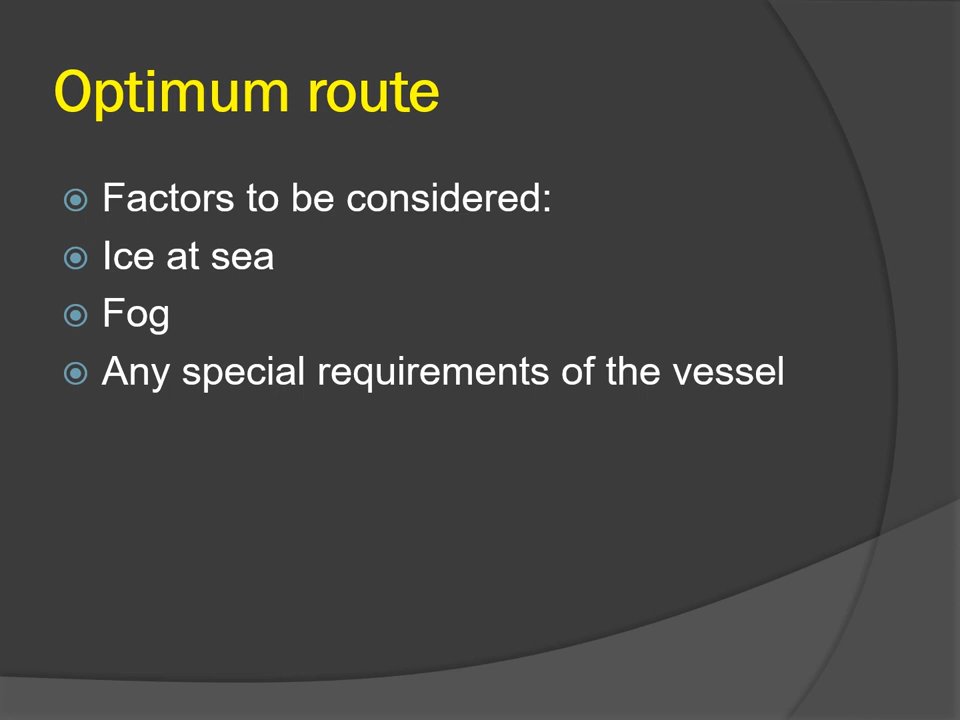 Optimum route
Factors to be considered:
Ice at sea
Fog
Any special requirements of the vessel